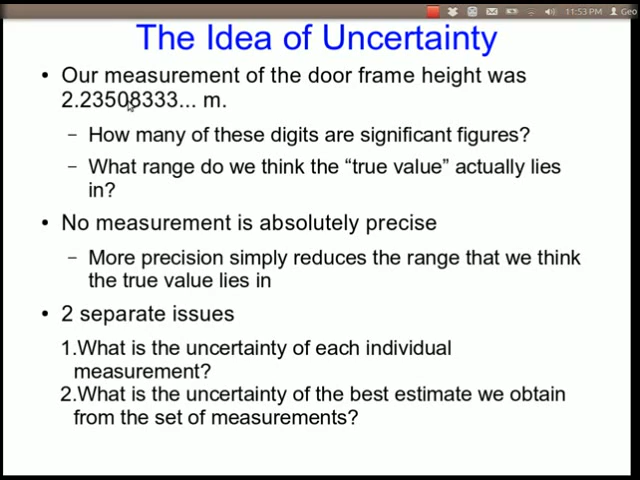 11:53 PM Geo
The Idea of Uncertainty
• Our measurement of the door frame height was
2.23508333... m.
– How many of these digits are significant figures?
– What range do we think the “true value” actually lies
in?
• No measurement is absolutely precise
– More precision simply reduces the range that we think
the true value lies in
• 2 separate issues
1.What is the uncertainty of each individual
measurement?
2.What is the uncertainty of the best estimate we obtain
from the set of measurements?